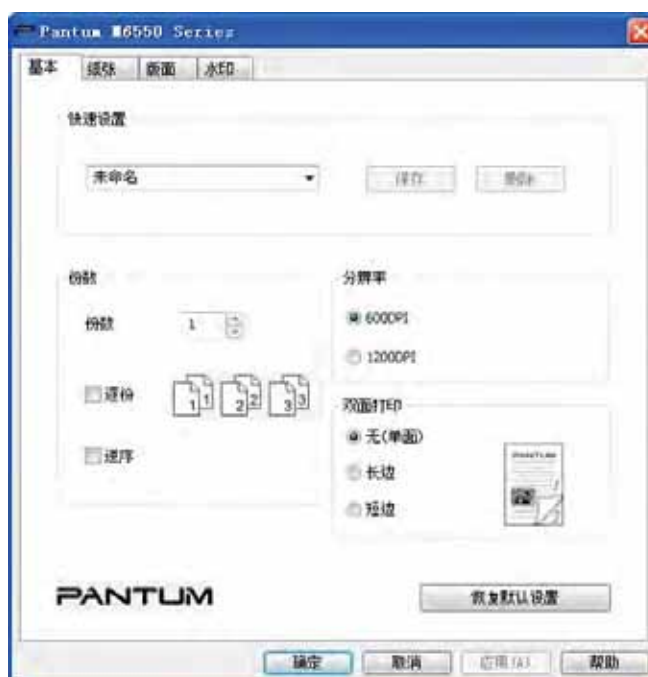 Pantum M6550 Series
基本 纸张 版面 水印
快速设置
未命名 保存 删除
份数
份数 1
逐份 1 1 2 2 3 3
逆序
分辨率
600DPI
1200DPI
双面打印
无(单面)
长边
短边
PANTUM
PANTUM 恢复默认设置
确定 取消 应用(A) 帮助